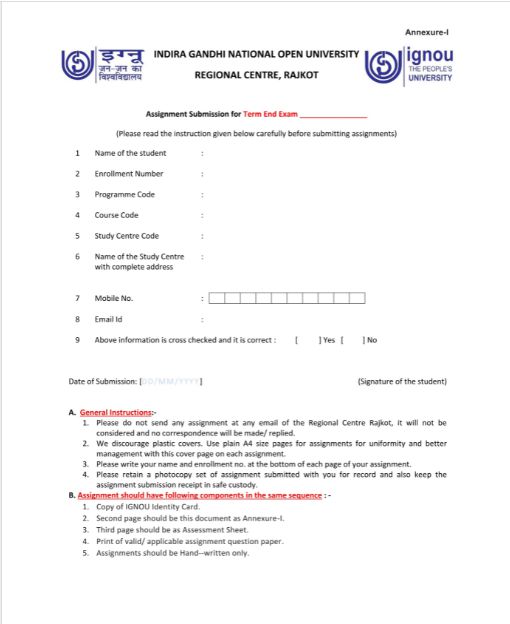 Annexure-I
इग्नू
जन-जन का
विश्वविद्यालय
INDIRA GANDHI NATIONAL OPEN UNIVERSITY
REGIONAL CENTRE, RAJKOT
ignou
THE PEOPLE'S
UNIVERSITY
Assignment Submission for Term End Exam ________________
(Please read the instruction given below carefully before submitting assignments)
1 Name of the student :
2 Enrollment Number :
3 Programme Code :
4 Course Code :
5 Study Centre Code :
6 Name of the Study Centre :
with complete address
7 Mobile No. :
8 Email Id :
9 Above information is cross checked and it is correct : [ ] Yes [ ] No
Date of Submission: [DD/MM/YYYY] (Signature of the student)
A. General Instructions:-
1. Please do not send any assignment at any email of the Regional Centre Rajkot, it will not be
considered and no correspondence will be made/ replied.
2. We discourage plastic covers. Use plain A4 size pages for assignments for uniformity and better
management with this cover page on each assignment.
3. Please write your name and enrollment no. at the bottom of each page of your assignment.
4. Please retain a photocopy set of assignment submitted with you for record and also keep the
assignment submission receipt in safe custody.
B. Assignment should have following components in the same sequence : -
1. Copy of IGNOU Identity Card.
2. Second page should be this document as Annexure-I.
3. Third page should be as Assessment Sheet.
4. Print of valid/ applicable assignment question paper.
5. Assignments should be Hand--written only.